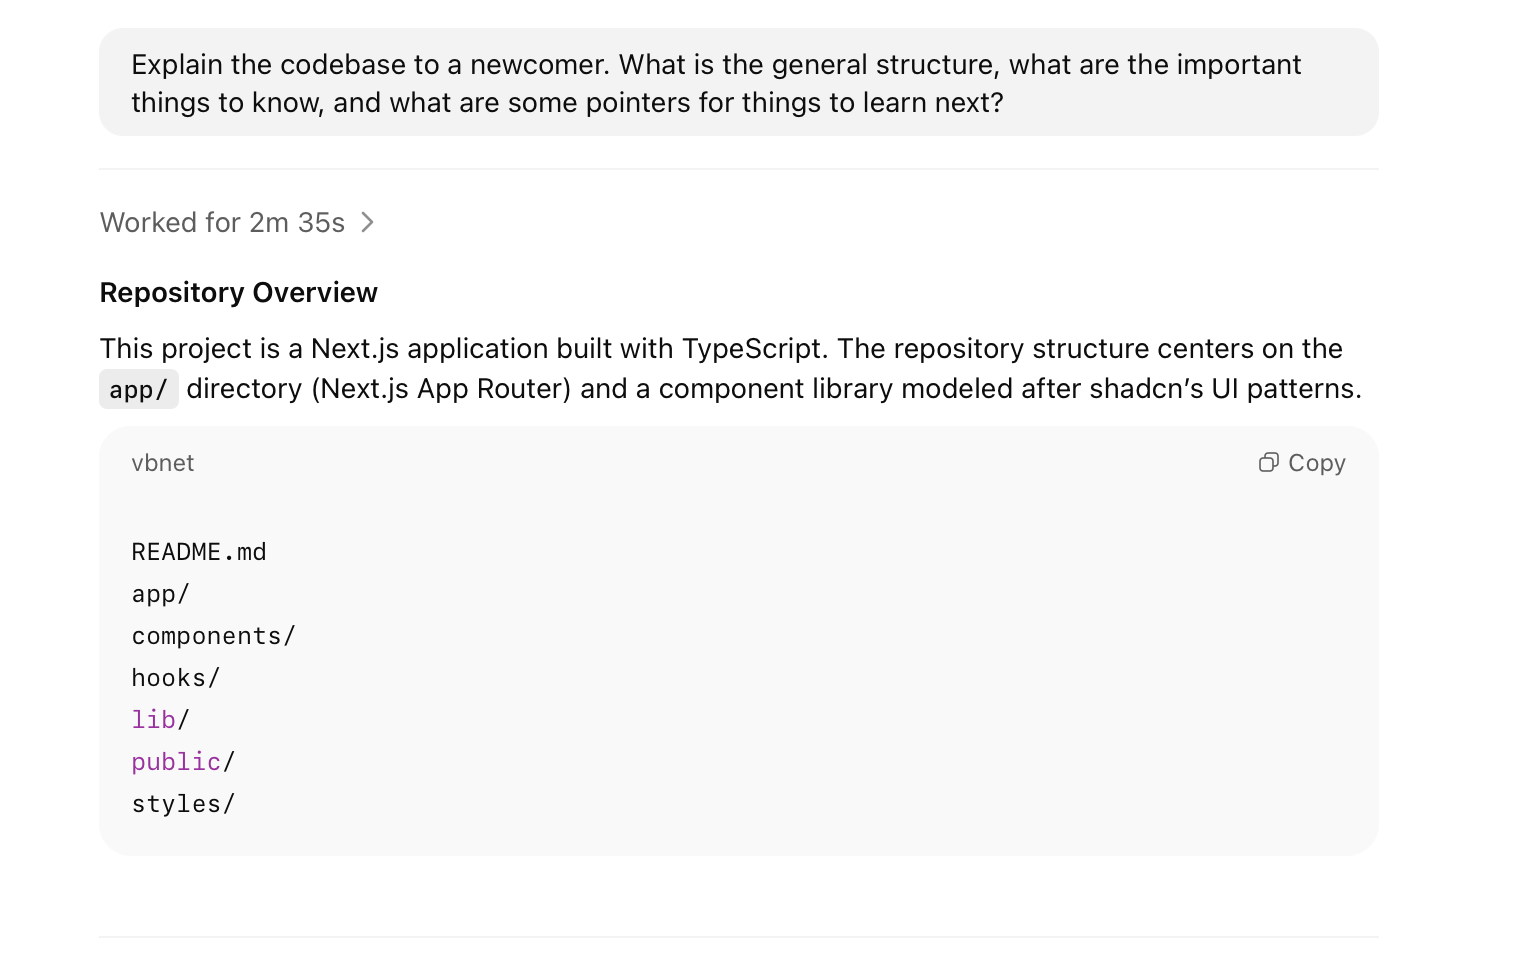 Explain the codebase to a newcomer. What is the general structure, what are the important
things to know, and what are some pointers for things to learn next?
Worked for 2m 35s
Repository Overview
This project is a Next.js application built with TypeScript. The repository structure centers on the
app/ directory (Next.js App Router) and a component library modeled after shadcn’s UI patterns.
vbnet
Copy
README.md
app/
components/
hooks/
lib/
public/
styles/